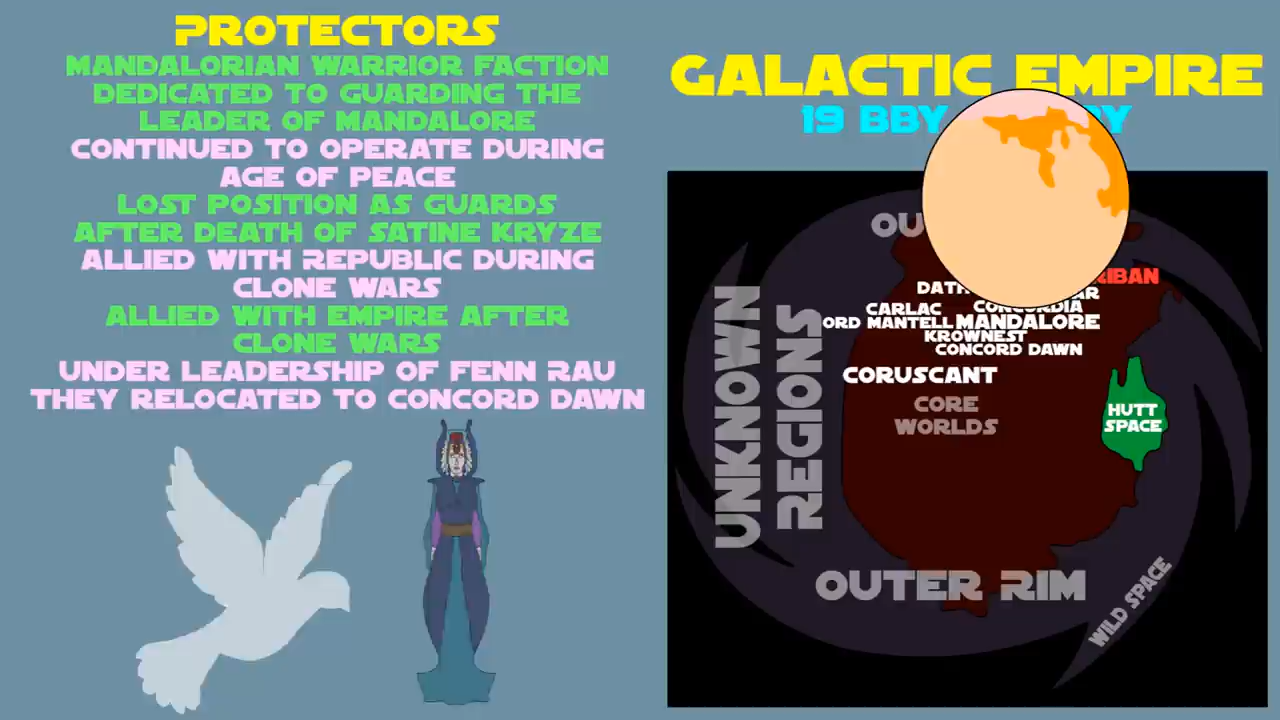 PROTECTORS
MANDALORIAN WARRIOR FACTION
DEDICATED TO GUARDING THE
LEADER OF MANDALORE
CONTINUED TO OPERATE DURING
AGE OF PEACE
LOST POSITION AS GUARDS
AFTER DEATH OF SATINE KRYZE
ALLIED WITH REPUBLIC DURING
CLONE WARS
ALLIED WITH EMPIRE AFTER
CLONE WARS
UNDER LEADERSHIP OF FENN RAU
THEY RELOCATED TO CONCORD DAWN
GALACTIC EMPIRE
19 BBY
UNKNOWN
REGIONS
CARLAC
CONCORDIA
ORD MANTELL
MANDALORE
KROWNEST
CONCORD DAWN
CORUSCANT
CORE
WORLDS
HUTT
SPACE
OUTER RIM
WILD SPACE